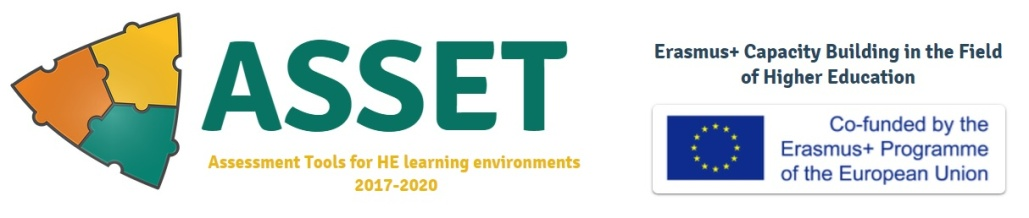 ASSET
Assessment Tools for HE learning environments
2017-2020
Erasmus+ Capacity Building in the Field
of Higher Education
Co-funded by the
Erasmus+ Programme
of the European Union